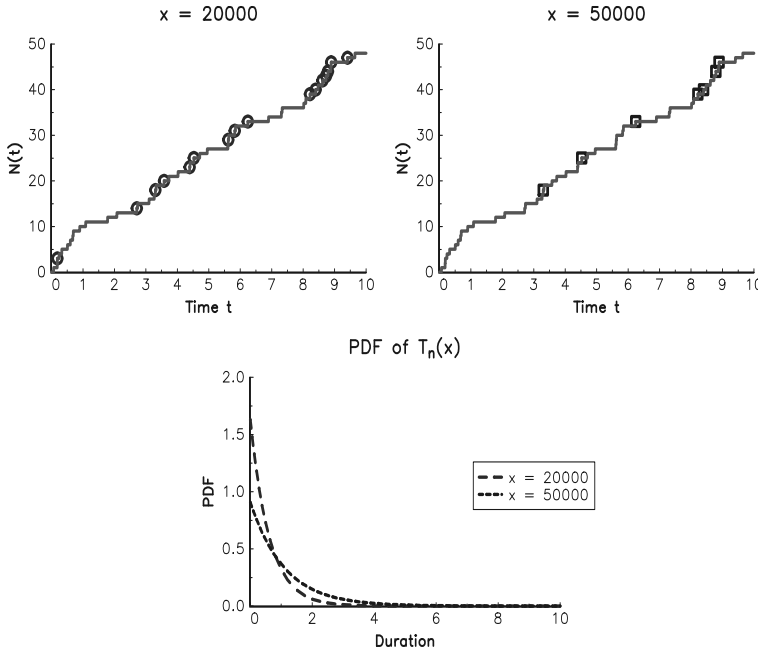 x = 20000
x = 50000
50
40
30
20
10
0
N(t)
0 1 2 3 4 5 6 7 8 9 10
Time t
50
40
30
20
10
0
N(t)
0 1 2 3 4 5 6 7 8 9 10
Time t
PDF of Tn(x)
2.0
1.5
1.0
0.5
0.0
PDF
0 2 4 6 8 10
Duration
x = 20000
x = 50000